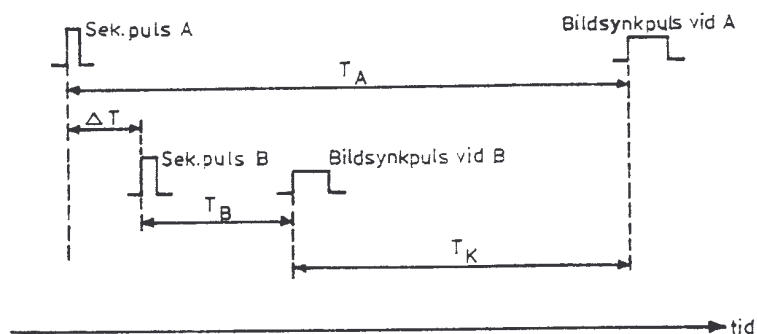 Sek.puls A
Bildsynkpuls vid A
T_A
ΔT
Sek.puls B
Bildsynkpuls vid B
T_B
T_K
tid